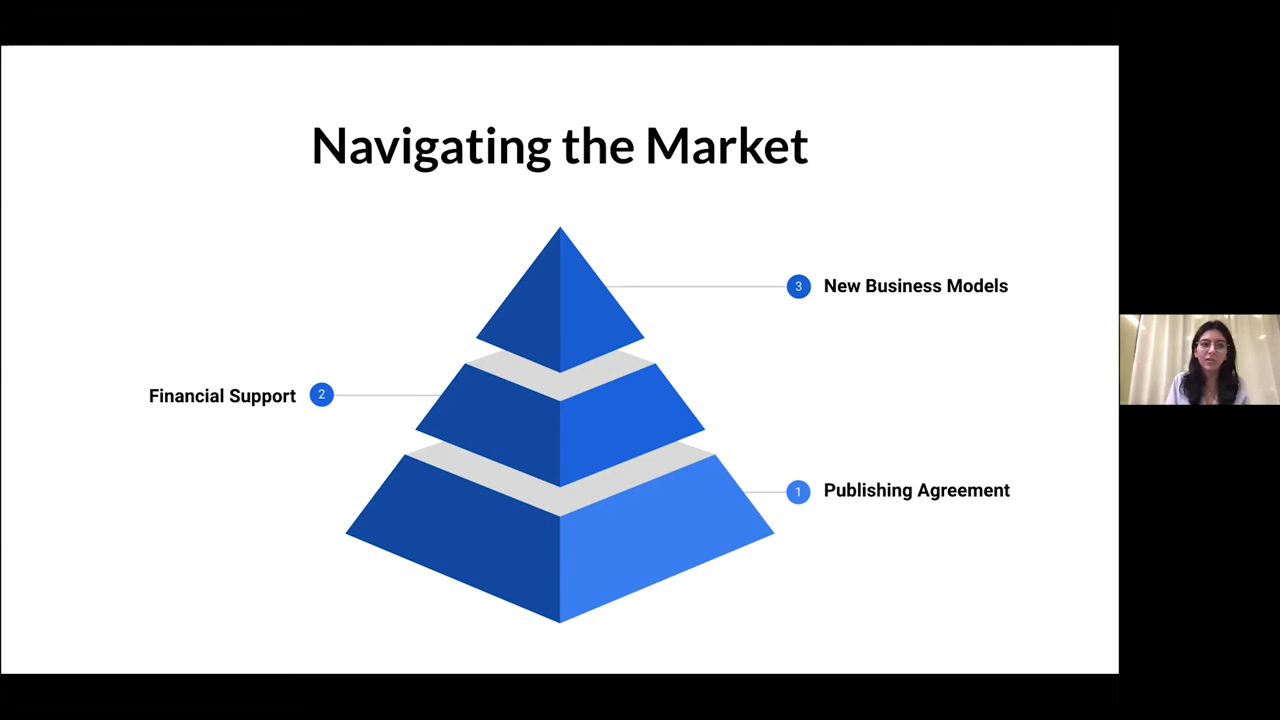 Navigating the Market
3 New Business Models
Financial Support 2
1 Publishing Agreement